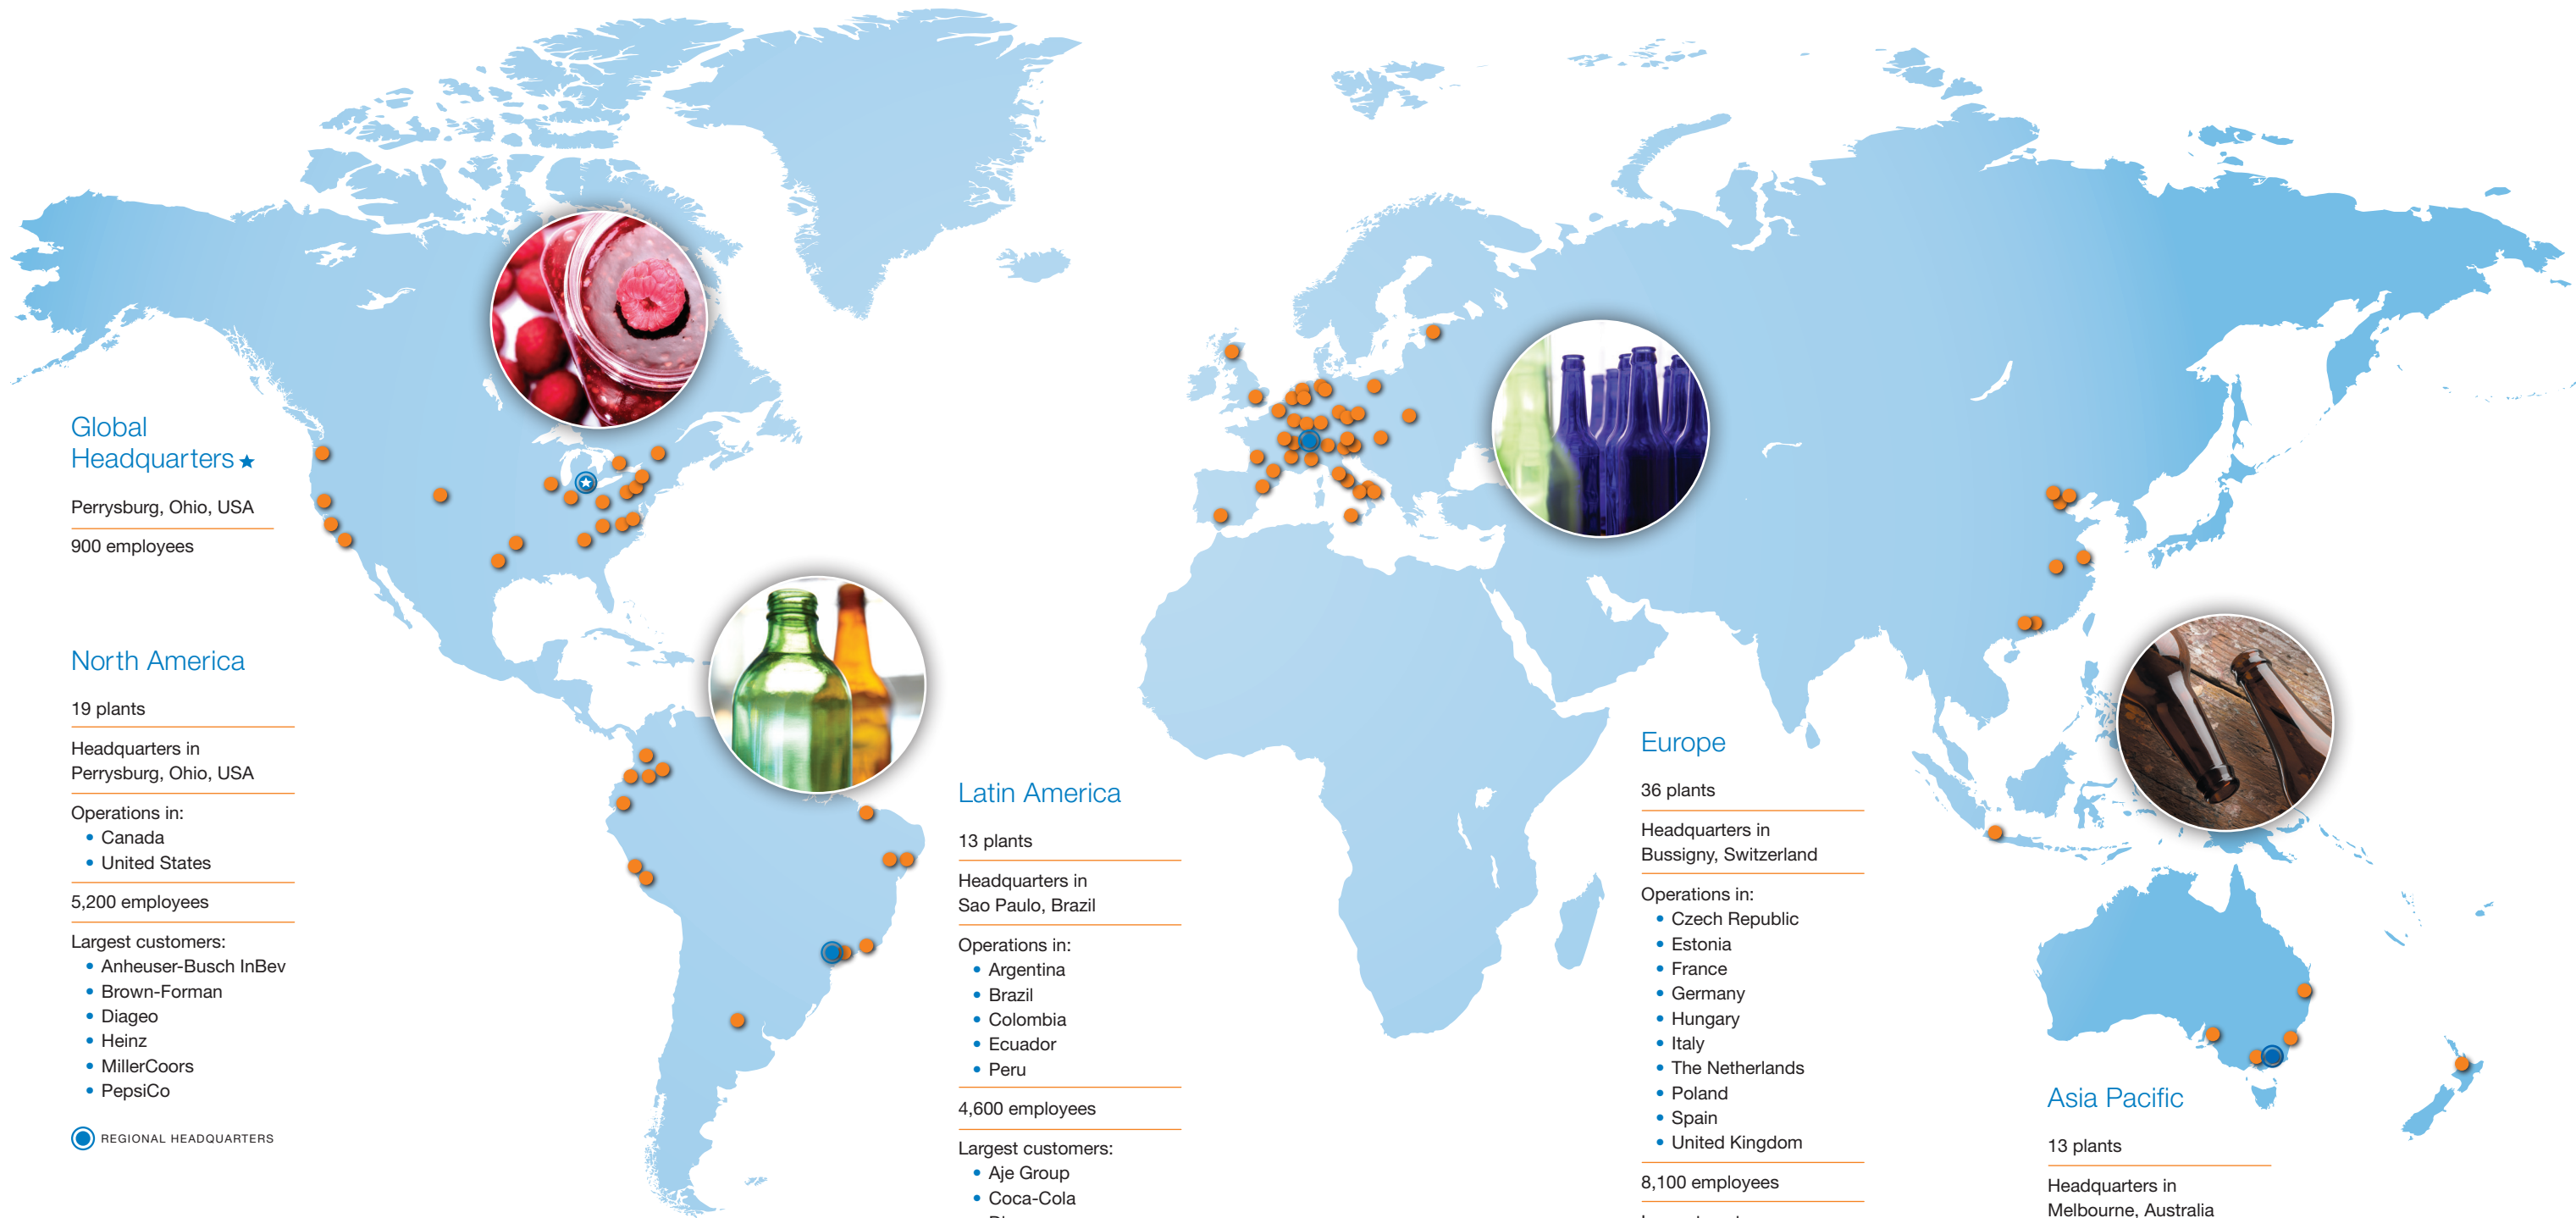 Global
Headquarters
Perrysburg, Ohio, USA
900 employees
North America
19 plants
Headquarters in
Perrysburg, Ohio, USA
Operations in:
• Canada
• United States
5,200 employees
Largest customers:
• Anheuser-Busch InBev
• Brown-Forman
• Diageo
• Heinz
• MillerCoors
• PepsiCo
REGIONAL HEADQUARTERS
Latin America
13 plants
Headquarters in
Sao Paulo, Brazil
Operations in:
• Argentina
• Brazil
• Colombia
• Ecuador
• Peru
4,600 employees
Largest customers:
• Aje Group
• Coca-Cola
Europe
36 plants
Headquarters in
Bussigny, Switzerland
Operations in:
• Czech Republic
• Estonia
• France
• Germany
• Hungary
• Italy
• The Netherlands
• Poland
• Spain
• United Kingdom
8,100 employees
Asia Pacific
13 plants
Headquarters in
Melbourne, Australia